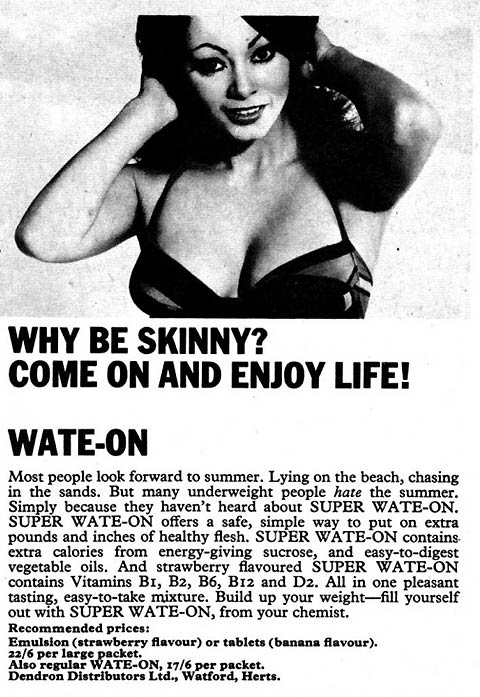 WHY BE SKINNY?
COME ON AND ENJOY LIFE!
WATE-ON
Most people look forward to summer. Lying on the beach, chasing
in the sands. But many underweight people hate the summer.
Simply because they haven't heard about SUPER WATE-ON.
SUPER WATE-ON offers a safe, simple way to put on extra
pounds and inches of healthy flesh. SUPER WATE-ON contains
extra calories from energy-giving sucrose, and easy-to-digest
vegetable oils. And strawberry flavoured SUPER WATE-ON
contains Vitamins B1, B2, B6, B12 and D2. All in one pleasant
tasting, easy-to-take mixture. Build up your weight—fill yourself
out with SUPER WATE-ON, from your chemist.
Recommended prices:
Emulsion (strawberry flavour) or tablets (banana flavour).
22/6 per large packet.
Also regular WATE-ON, 17/6 per packet.
Dendron Distributors Ltd., Watford, Herts.